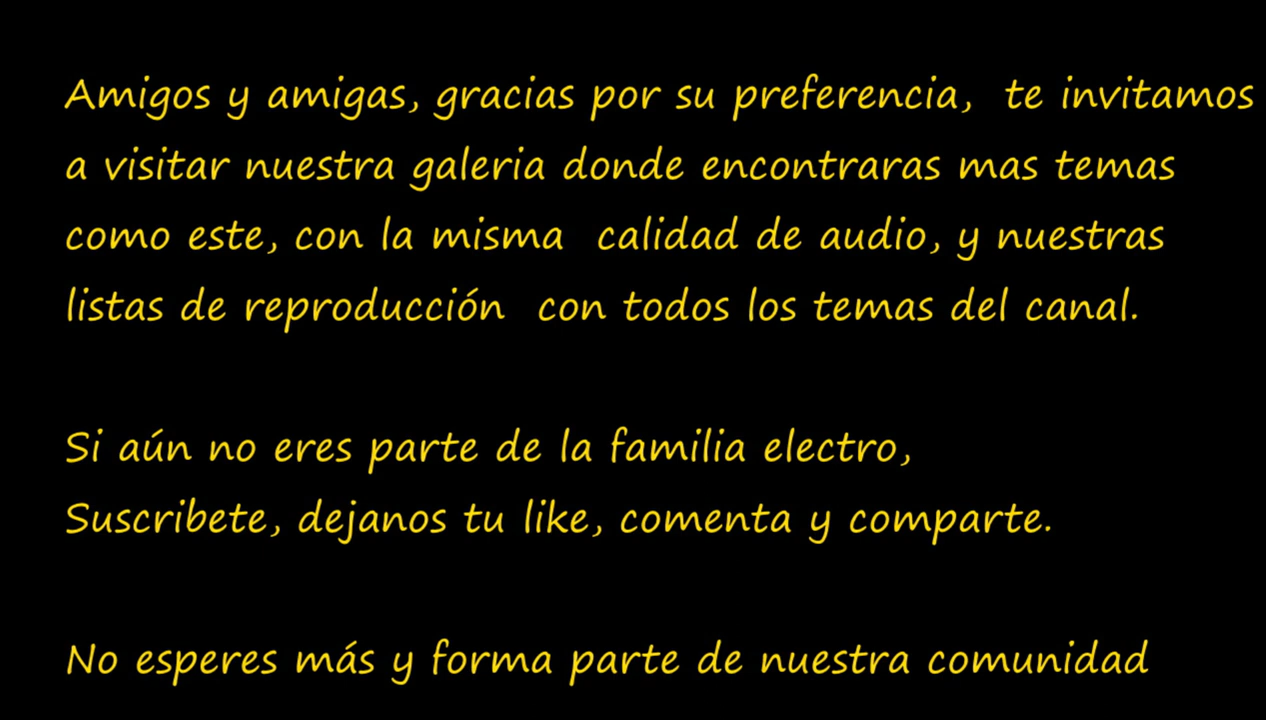 Amigos y amigas, gracias por su preferencia,  te invitamos
a visitar nuestra galeria donde encontraras mas temas
como este, con la misma  calidad de audio, y nuestras
listas de reproducción  con todos los temas del canal.
Si aún no eres parte de la familia electro,
Suscribete, dejanos tu like, comenta y comparte.
No esperes más y forma parte de nuestra comunidad